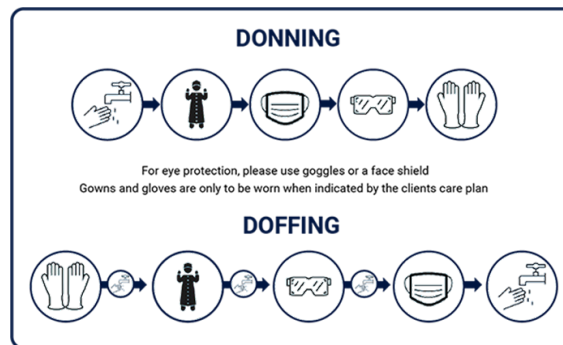 DONNING
For eye protection, please use goggles or a face shield
Gowns and gloves are only to be worn when indicated by the clients care plan
DOFFING